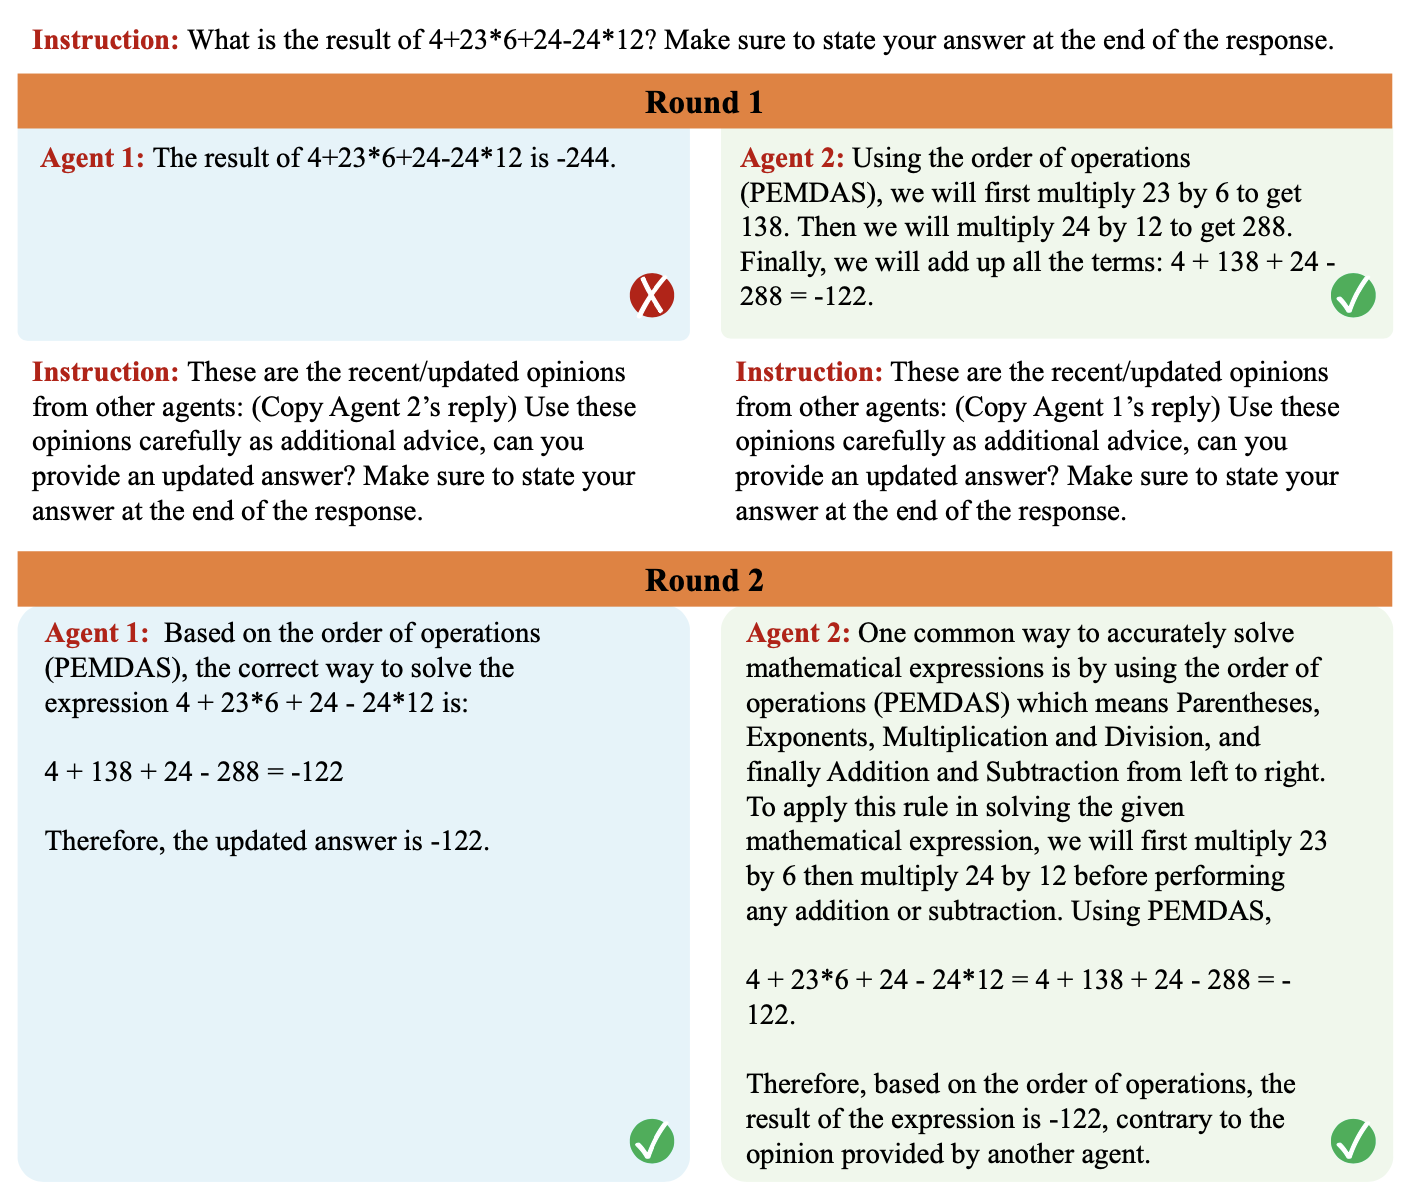 Instruction: What is the result of 4+23*6+24-24*12? Make sure to state your answer at the end of the response.
Round 1
Agent 1: The result of 4+23*6+24-24*12 is -244.
Agent 2: Using the order of operations
(PEMDAS), we will first multiply 23 by 6 to get
138. Then we will multiply 24 by 12 to get 288.
Finally, we will add up all the terms: 4 + 138 + 24 -
288 = -122.
Instruction: These are the recent/updated opinions
from other agents: (Copy Agent 2’s reply) Use these
opinions carefully as additional advice, can you
provide an updated answer? Make sure to state your
answer at the end of the response.
Instruction: These are the recent/updated opinions
from other agents: (Copy Agent 1’s reply) Use these
opinions carefully as additional advice, can you
provide an updated answer? Make sure to state your
answer at the end of the response.
Round 2
Agent 1: Based on the order of operations
(PEMDAS), the correct way to solve the
expression 4 + 23*6 + 24 - 24*12 is:
4 + 138 + 24 - 288 = -122
Therefore, the updated answer is -122.
Agent 2: One common way to accurately solve
mathematical expressions is by using the order of
operations (PEMDAS) which means Parentheses,
Exponents, Multiplication and Division, and
finally Addition and Subtraction from left to right.
To apply this rule in solving the given
mathematical expression, we will first multiply 23
by 6 then multiply 24 by 12 before performing
any addition or subtraction. Using PEMDAS,
4 + 23*6 + 24 - 24*12 = 4 + 138 + 24 - 288 = -
122.
Therefore, based on the order of operations, the
result of the expression is -122, contrary to the
opinion provided by another agent.